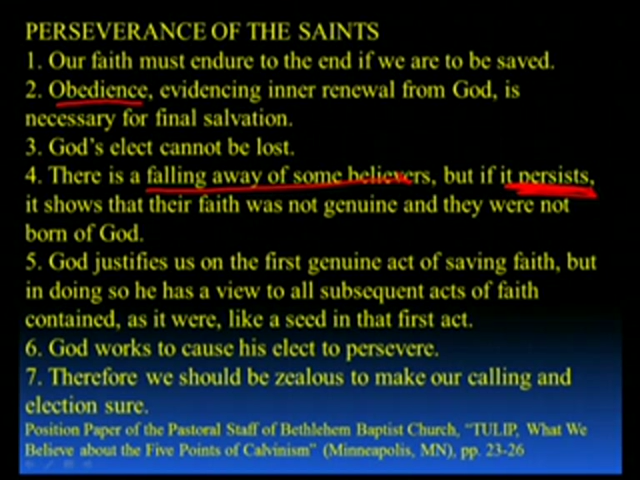 PERSEVERANCE OF THE SAINTS
1. Our faith must endure to the end if we are to be saved.
2. Obedience, evidencing inner renewal from God, is
necessary for final salvation.
3. God's elect cannot be lost.
4. There is a falling away of some believers, but if it persists,
it shows that their faith was not genuine and they were not
born of God.
5. God justifies us on the first genuine act of saving faith, but
in doing so he has a view to all subsequent acts of faith
contained, as it were, like a seed in that first act.
6. God works to cause his elect to persevere.
7. Therefore we should be zealous to make our calling and
election sure.
Position Paper of the Pastoral Staff of Bethlehem Baptist Church, "TULIP, What We
Believe about the Five Points of Calvinism" (Minneapolis, MN), pp. 23-26